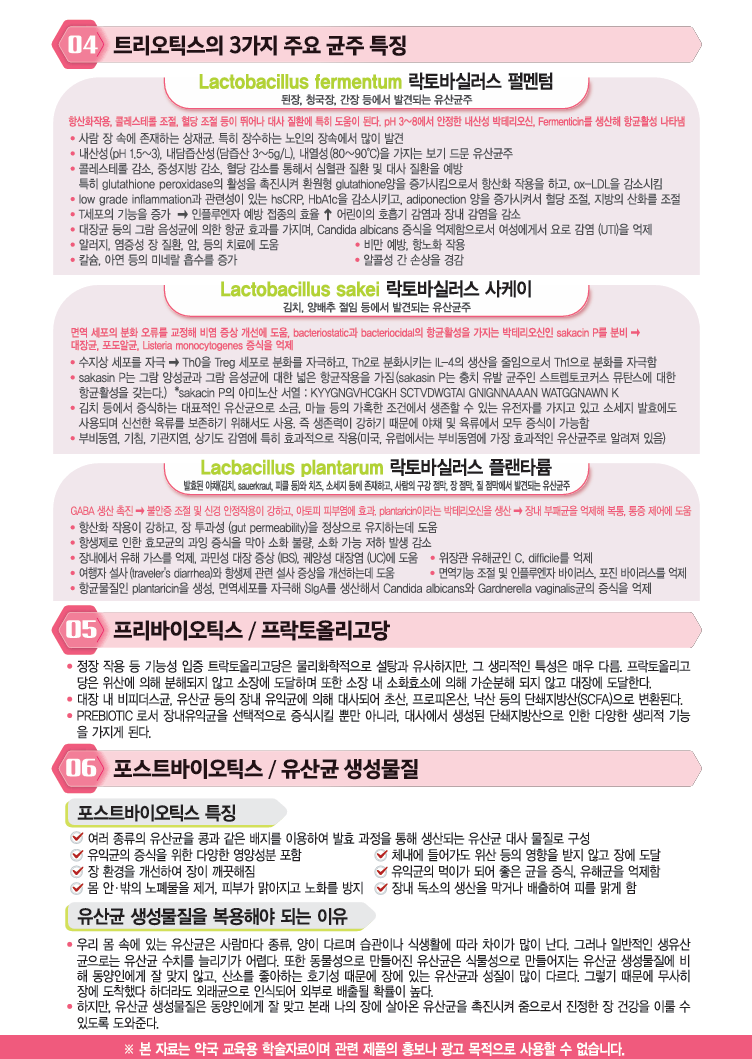 04 트리오틱스의 3가지 주요 균주 특징
Lactobacillus fermentum 락토바실러스 펄멘텀
된장, 청국장, 간장 등에서 발견되는 유산균주
항산화작용, 콜레스테롤 조절, 혈당 조절 등이 뛰어나 대사 질환에 특히 도움이 된다. pH 3~8에서 안정한 내산성 박테리오신, Fermenticin를 생산해 항균활성 나타냄
• 사람 장 속에 존재하는 상재균, 특히 장수하는 노인의 장속에서 많이 발견
• 내산성(pH 1.5~3), 내담즙산성(담즙산 3~5g/L), 내열성(80~90℃)을 가지는 보기 드문 유산균주
• 콜레스테롤 감소, 중성지방 감소, 혈당 감소를 통해서 심혈관 질환 및 대사 질환을 예방
특히 glutathione peroxidase의 활성을 촉진시켜 환원형 glutathione양을 증가시킴으로서 항산화 작용을 하고, ox-LDL을 감소시킴
• low grade inflammation과 관련성이 있는 hsCRP, HbA1c을 감소시키고, adiponection 양을 증가시켜서 혈당 조절, 지방의 산화를 조절
• T세포의 기능을 증가 ➞ 인플루엔자 예방 접종의 효율 ↑ 어린이의 호흡기 감염과 장내 감염을 감소
• 대장균 등의 그람 음성균에 의한 항균 효과를 가지며, Candida albicans 증식을 억제함으로서 여성에게서 요로 감염 (UTI)을 억제
• 알러지, 염증성 장 질환, 암, 등의 치료에 도움 • 비만 예방, 항노화 작용
• 칼슘, 아연 등의 미네랄 흡수를 증가 • 알콜성 간 손상을 경감
Lactobacillus sakei 락토바실러스 사케이
김치, 양배추 절임 등에서 발견되는 유산균주
면역 세포의 분화 오류를 교정해 비염 증상 개선에 도움, bacteriostatic과 bacteriocidal의 항균활성을 가지는 박테리오신인 sakacin P를 분비 ➞
대장균, 포도알균, Listeria monocytogenes 증식을 억제
• 수지상 세포를 자극 ➞ Th0을 Treg 세포로 분화를 자극하고, Th2로 분화시키는 IL-4의 생산을 줄임으로서 Th1으로 분화를 자극함
• sakasin P는 그람 양성균과 그람 음성균에 대한 넓은 항균작용을 가짐(sakasin P는 충치 유발 균주인 스트렙토코커스 뮤탄스에 대한
항균활성을 갖는다.) *sakacin P의 아미노산 서열 : KYYGNGVHCGKH SCTVDWGTAI GNIGNNAAAN WATGGNAWN K
• 김치 등에서 증식하는 대표적인 유산균으로 소금, 마늘 등의 가혹한 조건에서 생존할 수 있는 유전자를 가지고 있고 소세지 발효에도
사용되며 신선한 육류를 보존하기 위해서도 사용. 즉 생존력이 강하기 때문에 야채 및 육류에서 모두 증식이 가능함
• 부비동염, 기침, 기관지염, 상기도 감염에 특히 효과적으로 작용(미국, 유럽에서는 부비동염에 가장 효과적인 유산균주로 알려져 있음)
Lacbacillus plantarum 락토바실러스 플랜타륨
발효된 야채(김치, sauerkraut, 피클 등)와 치즈, 소세지 등에 존재하고, 사람의 구강 점막, 장 점막, 질 점막에서 발견되는 유산균주
GABA 생산 촉진 ➞ 불안증 조절 및 신경 안정작용이 강하고, 아토피 피부염에 효과, plantaricin이라는 박테리오신을 생산 ➞ 장내 부패균을 억제해 복통, 통증 제어에 도움
• 항산화 작용이 강하고, 장 투과성 (gut permeability)을 정상으로 유지하는데 도움
• 항생제로 인한 효모균의 과잉 증식을 막아 소화 불량, 소화 기능 저하 발생 감소
• 장내에서 유해 가스를 억제, 과민성 대장 증상 (IBS), 궤양성 대장염 (UC)에 도움 • 위장관 유해균인 C, difficile를 억제
• 여행자 설사(traveler's diarrhea)와 항생제 관련 설사 증상을 개선하는데 도움 • 면역기능 조절 및 인플루엔자 바이러스, 포진 바이러스를 억제
• 항균물질인 plantaricin을 생성, 면역세포를 자극해 SIgA를 생산해서 Candida albicans와 Gardnerella vaginalis균의 증식을 억제
05 프리바이오틱스 / 프락토올리고당
• 정장 작용 등 기능성 입증 트락토올리고당은 물리화학적으로 설탕과 유사하지만, 그 생리적인 특성은 매우 다름. 프락토올리고
당은 위산에 의해 분해되지 않고 소장에 도달하며 또한 소장 내 소화효소에 의해 가순분해 되지 않고 대장에 도달한다.
• 대장 내 비피더스균, 유산균 등의 장내 유익균에 의해 대사되어 초산, 프로피온산, 낙산 등의 단쇄지방산(SCFA)으로 변환된다.
• PREBIOTIC 로서 장내유익균을 선택적으로 증식시킬 뿐만 아니라, 대사에서 생성된 단쇄지방산으로 인한 다양한 생리적 기능
을 가지게 된다.
06 포스트바이오틱스 / 유산균 생성물질
포스트바이오틱스 특징
여러 종류의 유산균을 콩과 같은 배지를 이용하여 발효 과정을 통해 생산되는 유산균 대사 물질로 구성
유익균의 증식을 위한 다양한 영양성분 포함 체내에 들어가도 위산 등의 영향을 받지 않고 장에 도달
장 환경을 개선하여 장이 깨끗해짐 유익균의 먹이가 되어 좋은 균을 증식, 유해균을 억제함
몸 안·밖의 노폐물을 제거, 피부가 맑아지고 노화를 방지 장내 독소의 생산을 막거나 배출하여 피를 맑게 함
유산균 생성물질을 복용해야 되는 이유
• 우리 몸 속에 있는 유산균은 사람마다 종류, 양이 다르며 습관이나 식생활에 따라 차이가 많이 난다. 그러나 일반적인 생유산
균으로는 유산균 수치를 늘리기가 어렵다. 또한 동물성으로 만들어진 유산균은 식물성으로 만들어지는 유산균 생성물질에 비
해 동양인에게 잘 맞지 않고, 산소를 좋아하는 호기성 때문에 장에 있는 유산균과 성질이 많이 다르다. 그렇기 때문에 무사히
장에 도착했다 하더라도 외래균으로 인식되어 외부로 배출될 확률이 높다.
• 하지만, 유산균 생성물질은 동양인에게 잘 맞고 본래 나의 장에 살아온 유산균을 촉진시켜 줌으로서 진정한 장 건강을 이룰 수
있도록 도와준다.
※ 본 자료는 약국 교육용 학술자료이며 관련 제품의 홍보나 광고 목적으로 사용할 수 없습니다.